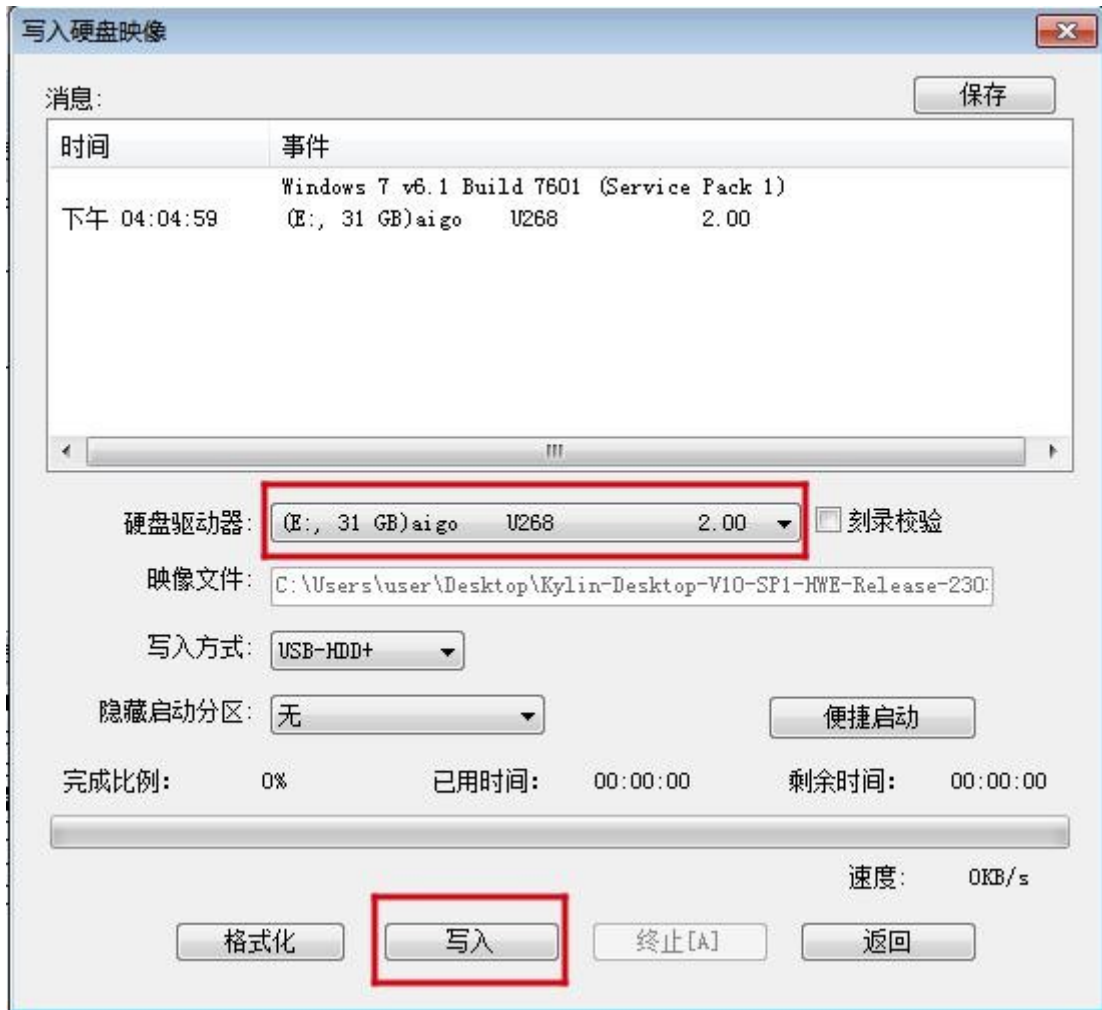 写入硬盘映像
消息:
保存
时间 事件
Windows 7 v6.1 Build 7601 (Service Pack 1)
下午 04:04:59 (E:, 31 GB)aigo U268 2.00
硬盘驱动器: (E:, 31 GB)aigo U268 2.00 刻录校验
映像文件: C:\Users\user\Desktop\Kylin-Desktop-V10-SP1-HWE-Release-230
写入方式: USB-HDD+
隐藏启动分区: 无 便捷启动
完成比例: 0% 已用时间: 00:00:00 剩余时间: 00:00:00
速度: 0KB/s
格式化 写入 终止[A] 返回